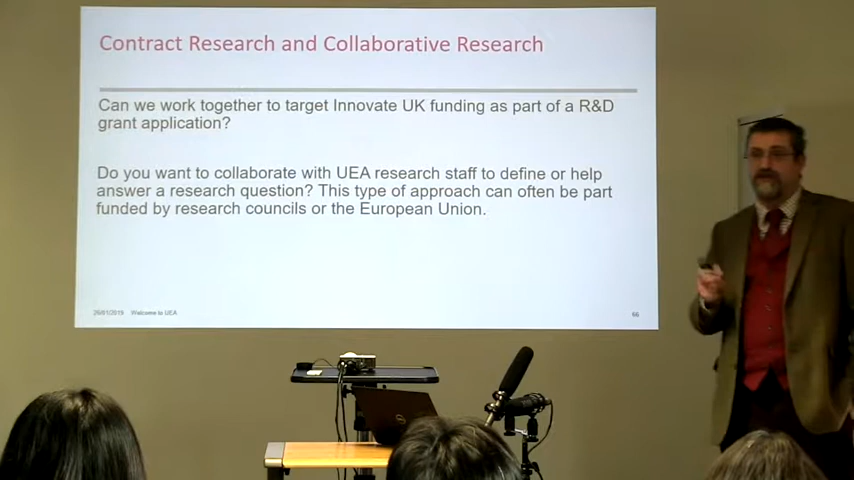 Contract Research and Collaborative Research
Can we work together to target Innovate UK funding as part of a R&D
grant application?
Do you want to collaborate with UEA research staff to define or help
answer a research question? This type of approach can often be part
funded by research councils or the European Union.
Welcome to UEA
66